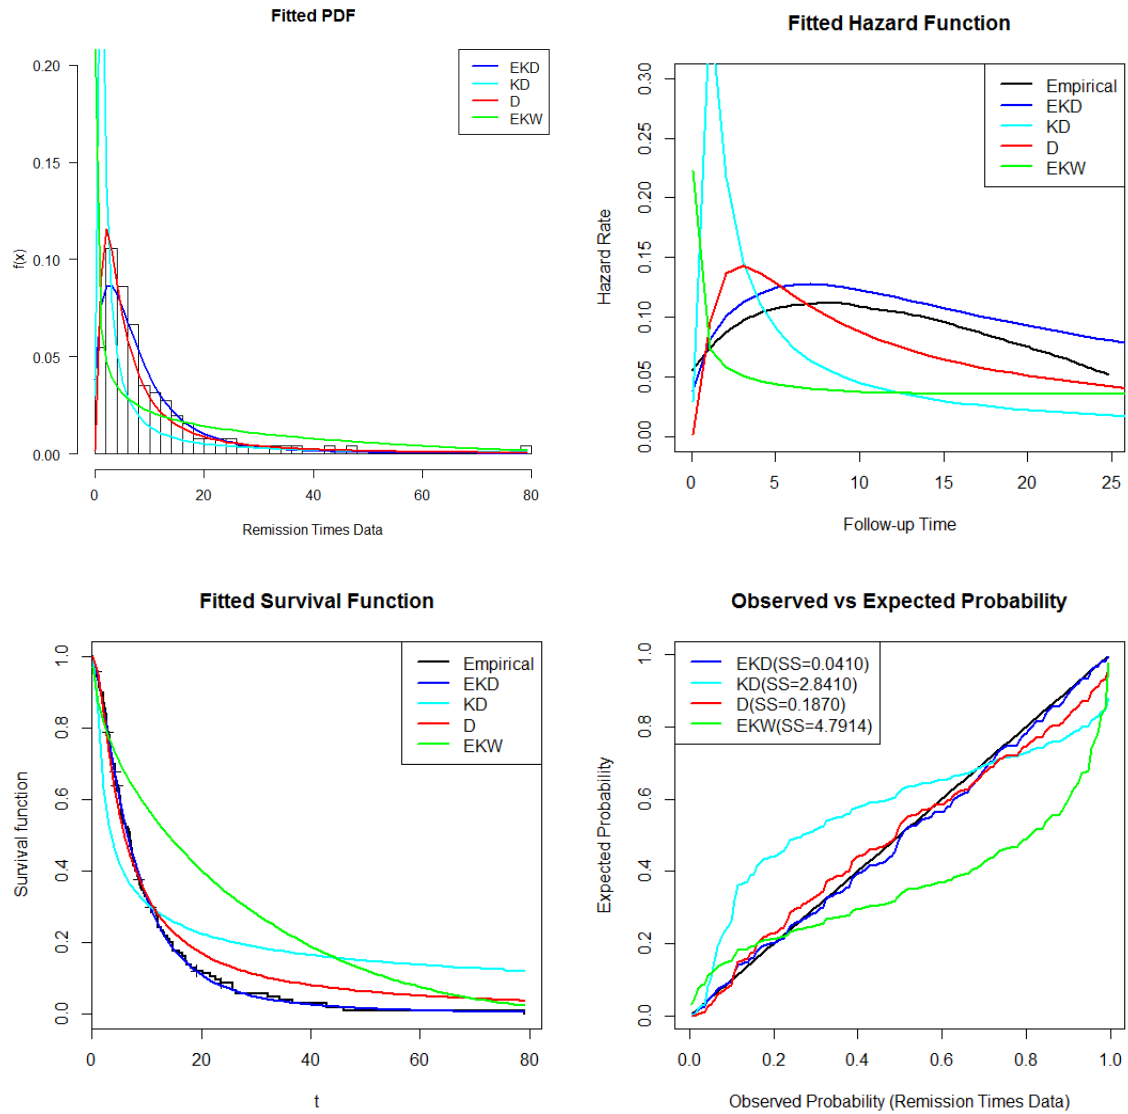 Fitted PDF
EKD
KD
D
EKW
0.20
0.15
0.10
0.05
0.00
f(x)
0
20
40
60
80
Remission Times Data
Fitted Hazard Function
Empirical
EKD
KD
D
EKW
0.30
0.25
0.20
0.15
0.10
0.05
0.00
Hazard Rate
0
5
10
15
20
25
Follow-up Time
Fitted Survival Function
Empirical
EKD
KD
D
EKW
1.0
0.8
0.6
0.4
0.2
0.0
Survival function
0
20
40
60
80
t
Observed vs Expected Probability
EKD(SS=0.0410)
KD(SS=2.8410)
D(SS=0.1870)
EKW(SS=4.7914)
1.0
0.8
0.6
0.4
0.2
0.0
Expected Probability
0.0
0.2
0.4
0.6
0.8
1.0
Observed Probability (Remission Times Data)